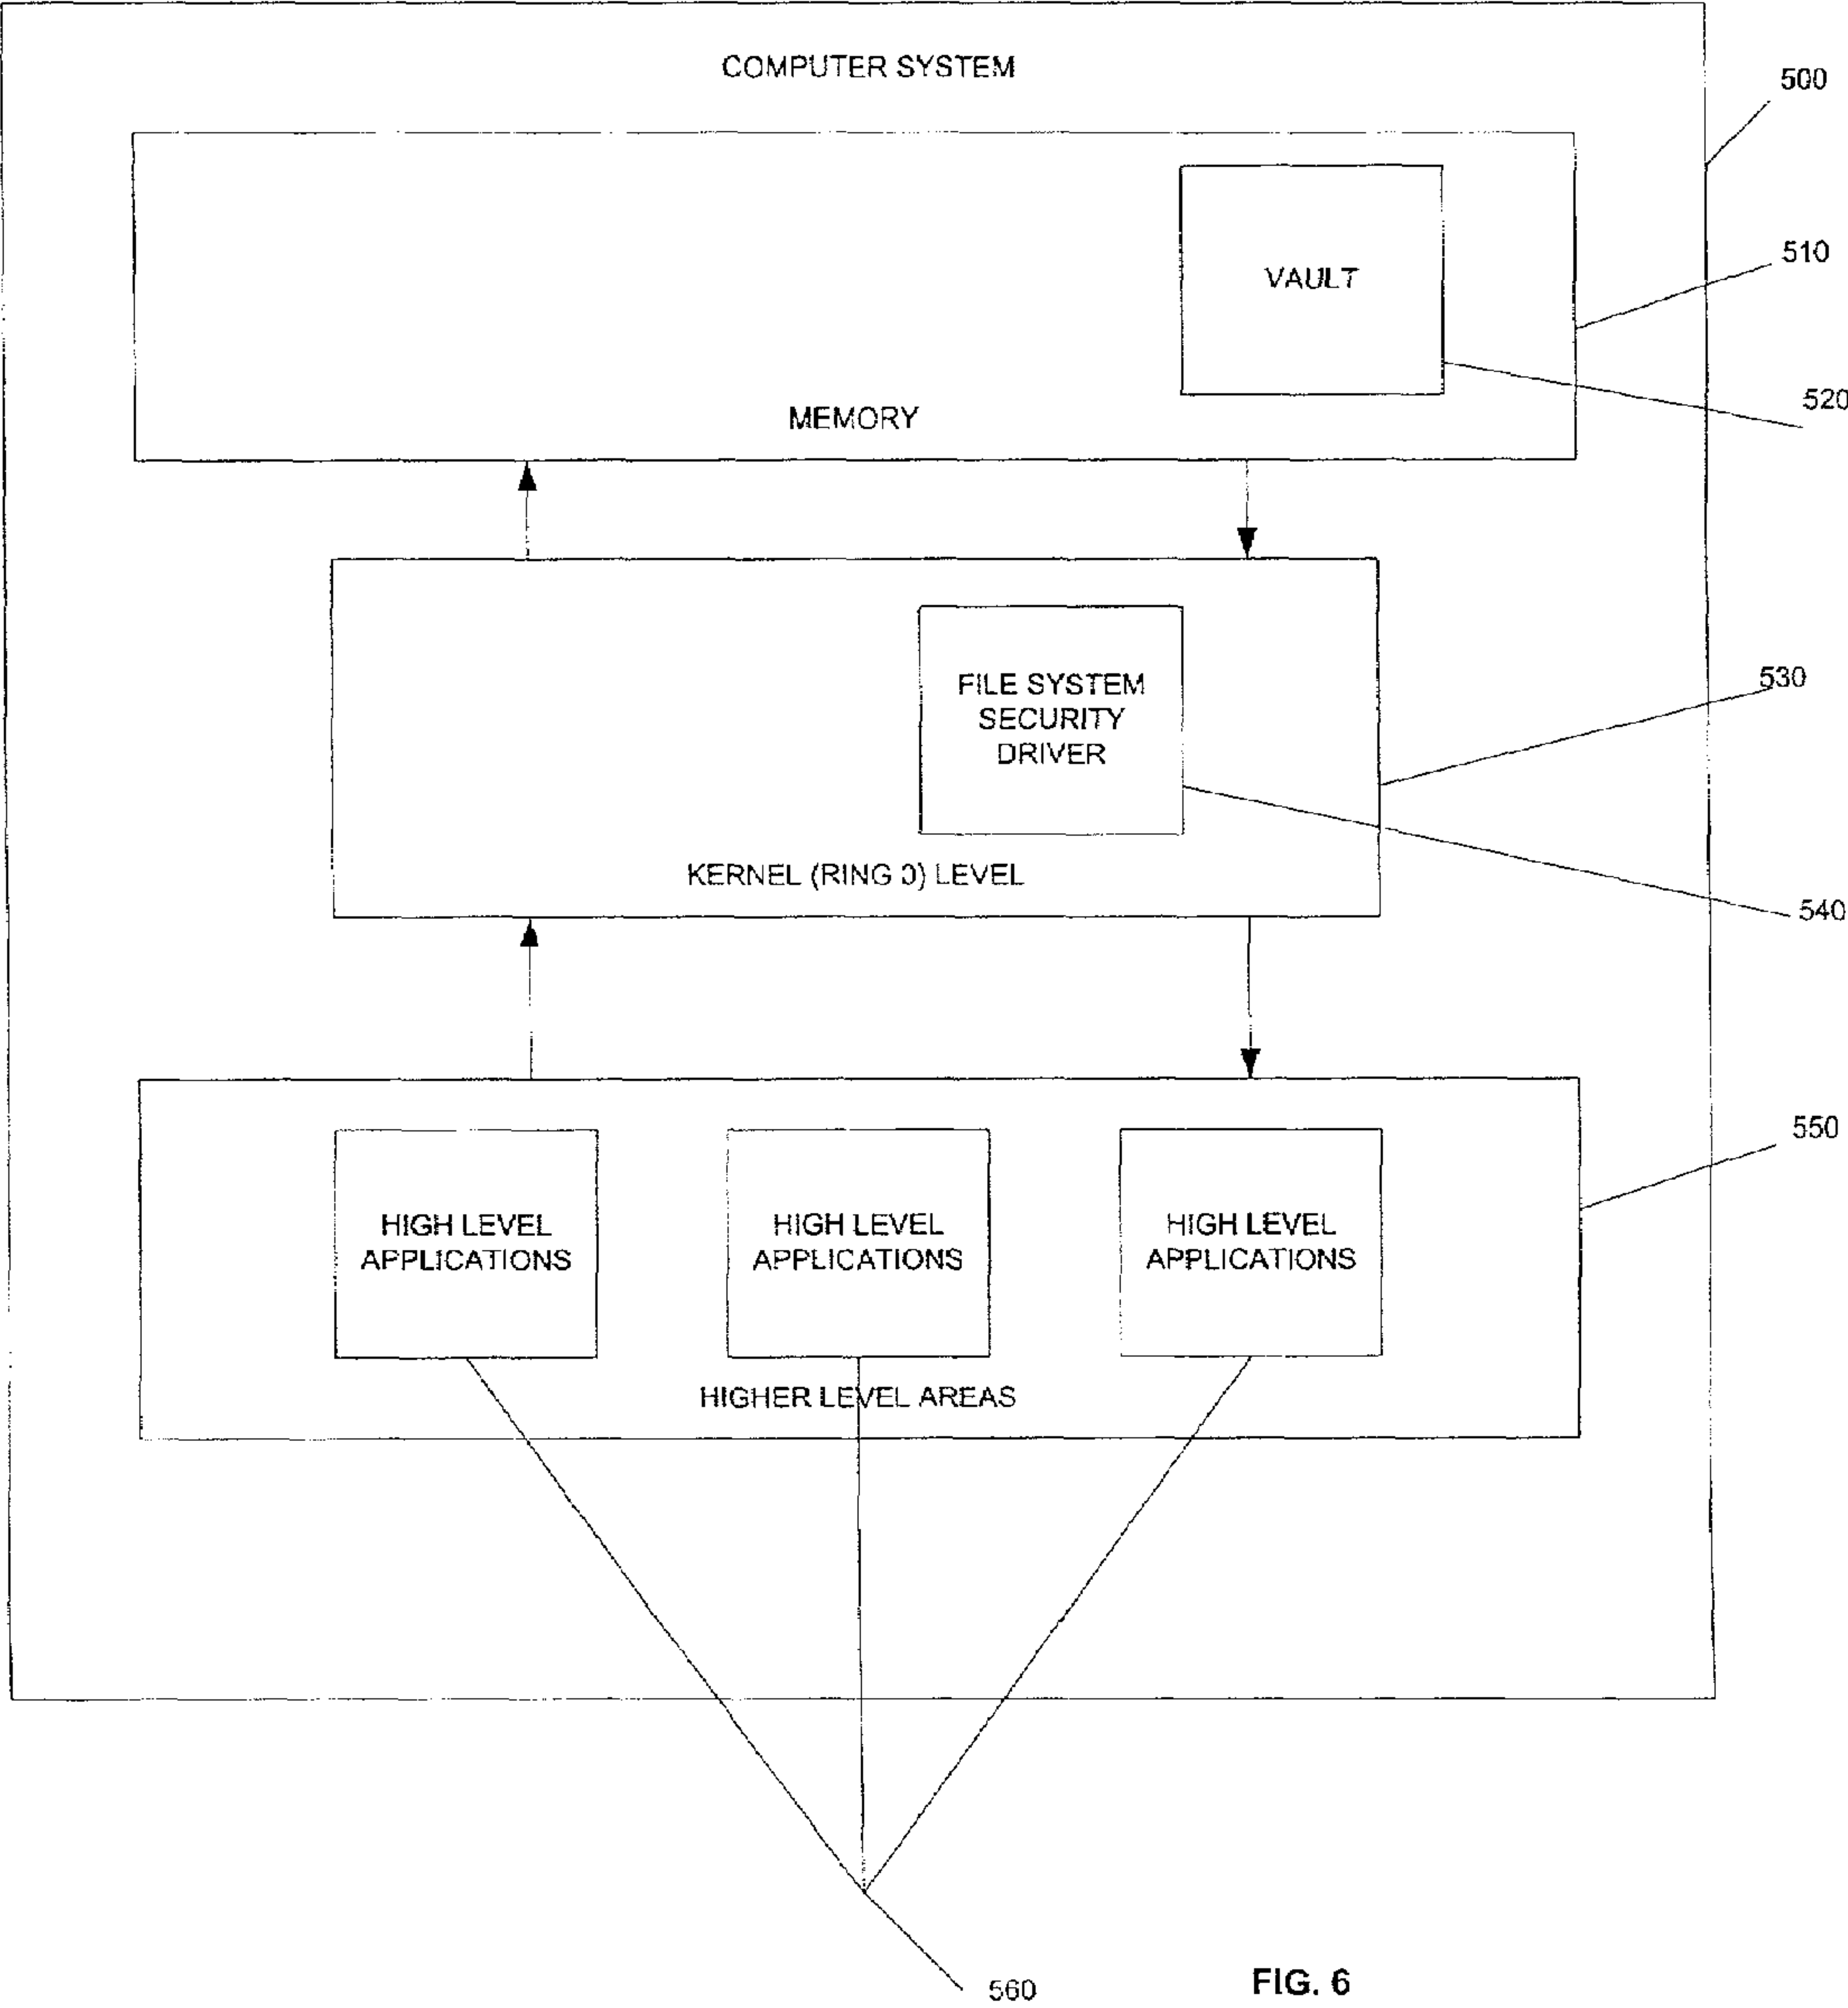 COMPUTER SYSTEM
500
VAULT
510
520
MEMORY
FILE SYSTEM
SECURITY
DRIVER
530
KERNEL (RING 0) LEVEL
540
550
HIGH LEVEL
APPLICATIONS
HIGH LEVEL
APPLICATIONS
HIGH LEVEL
APPLICATIONS
HIGHER LEVEL AREAS
560
FIG. 6